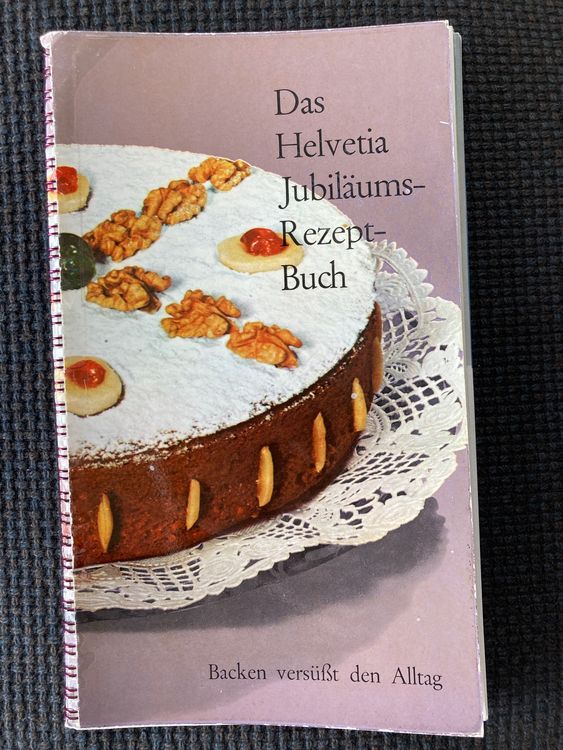 Das
Helvetia
Jubiläums-
Rezept-
Buch
Backen versüßt den Alltag